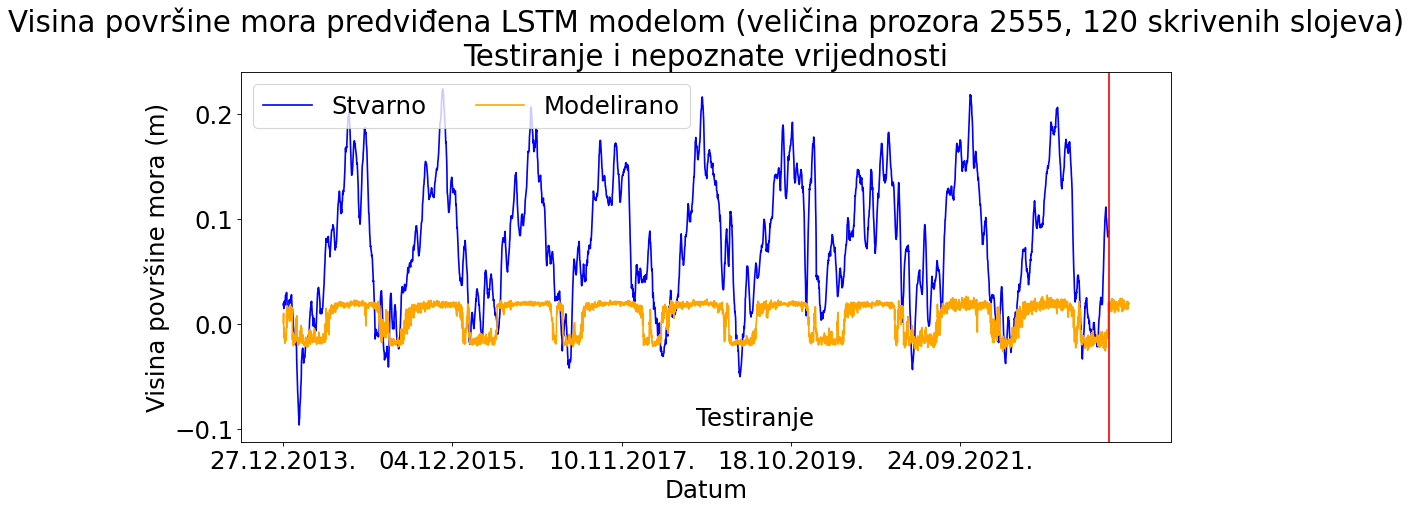 Visina površine mora predviđena LSTM modelom (veličina prozora 2555, 120 skrivenih slojeva)
Testiranje i nepoznate vrijednosti
Stvarno
Modelirano
Visina površine mora (m)
0.2
0.1
0.0
−0.1
Testiranje
27.12.2013.
04.12.2015.
10.11.2017.
18.10.2019.
24.09.2021.
Datum